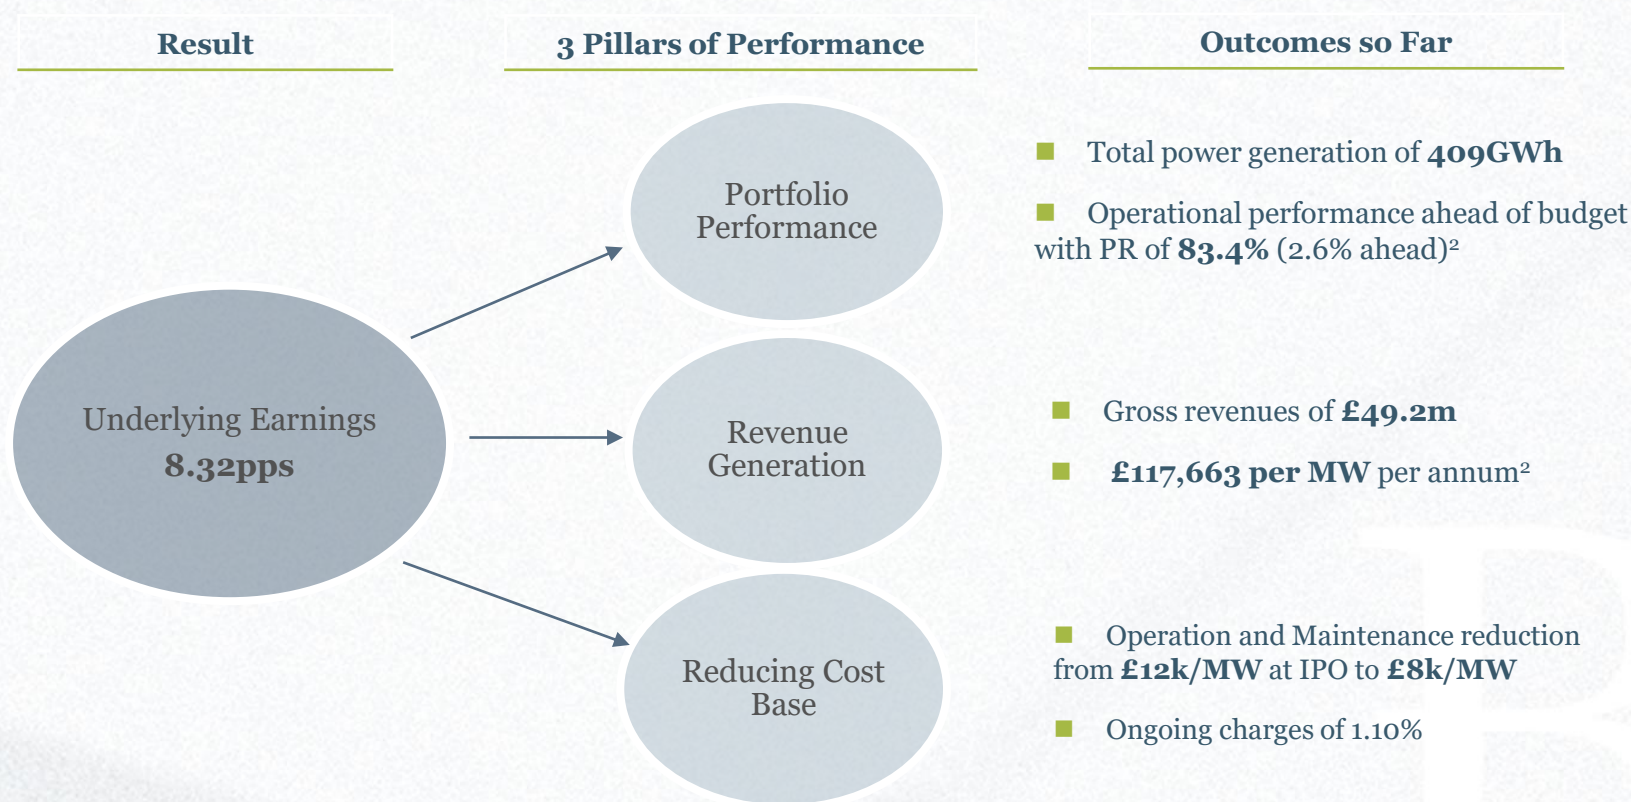 Result
3 Pillars of Performance
Outcomes so Far
Underlying Earnings
8.32pps
Portfolio
Performance
■ Total power generation of 409GWh
■ Operational performance ahead of budget
with PR of 83.4% (2.6% ahead)²
Revenue
Generation
■ Gross revenues of £49.2m
■ £117,663 per MW per annum²
Reducing Cost
Base
■ Operation and Maintenance reduction
from £12k/MW at IPO to £8k/MW
■ Ongoing charges of 1.10%